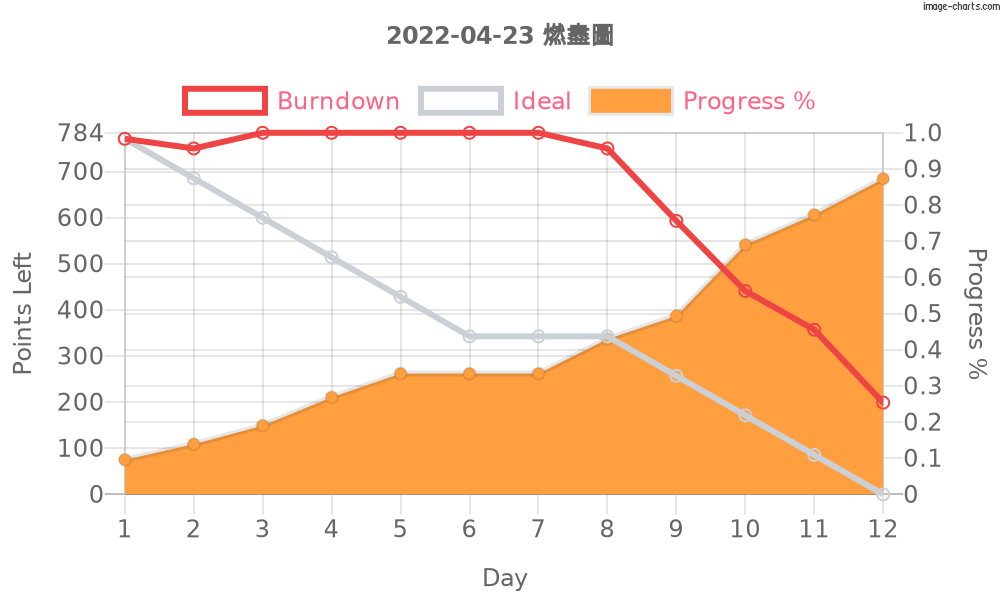 image-charts.com
2022-04-23 燃盡圖
Burndown Ideal Progress %
784 1.0
700 0.9
600 0.8
500 0.7
400 0.6
300 0.5
200 0.4
100 0.3
0 0.2
0.1
0
Points Left
Progress %
1 2 3 4 5 6 7 8 9 10 11 12
Day